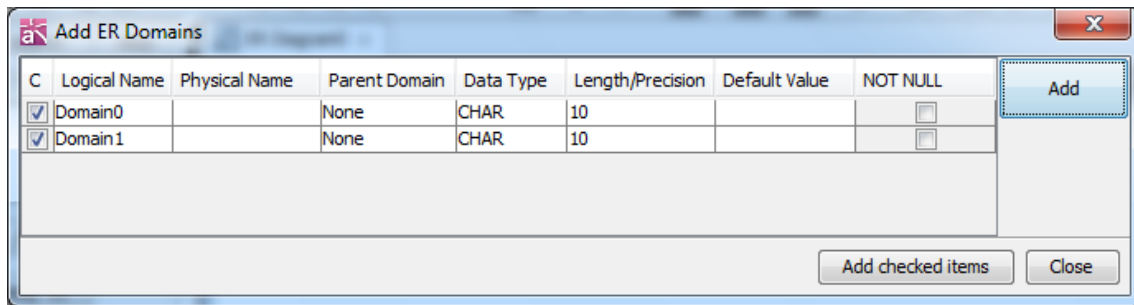 Add ER Domains
C Logical Name Physical Name Parent Domain Data Type Length/Precision Default Value NOT NULL Add
Domain0 None CHAR 10
Domain1 None CHAR 10
Add checked items Close